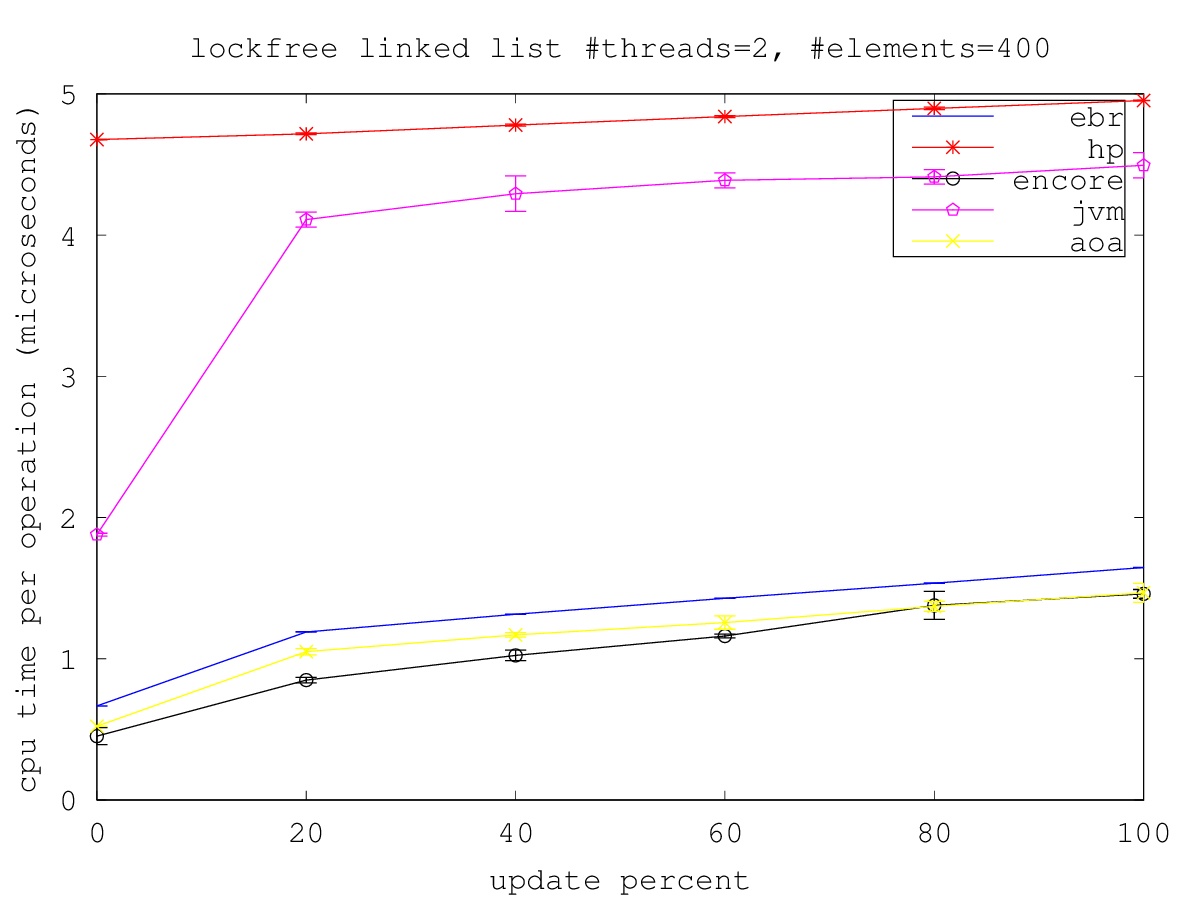 lockfree linked list #threads=2, #elements=400
cpu time per operation (microseconds)
5
4
3
2
1
0
ebr
hp
encore
jvm
aoa
0 20 40 60 80 100
update percent